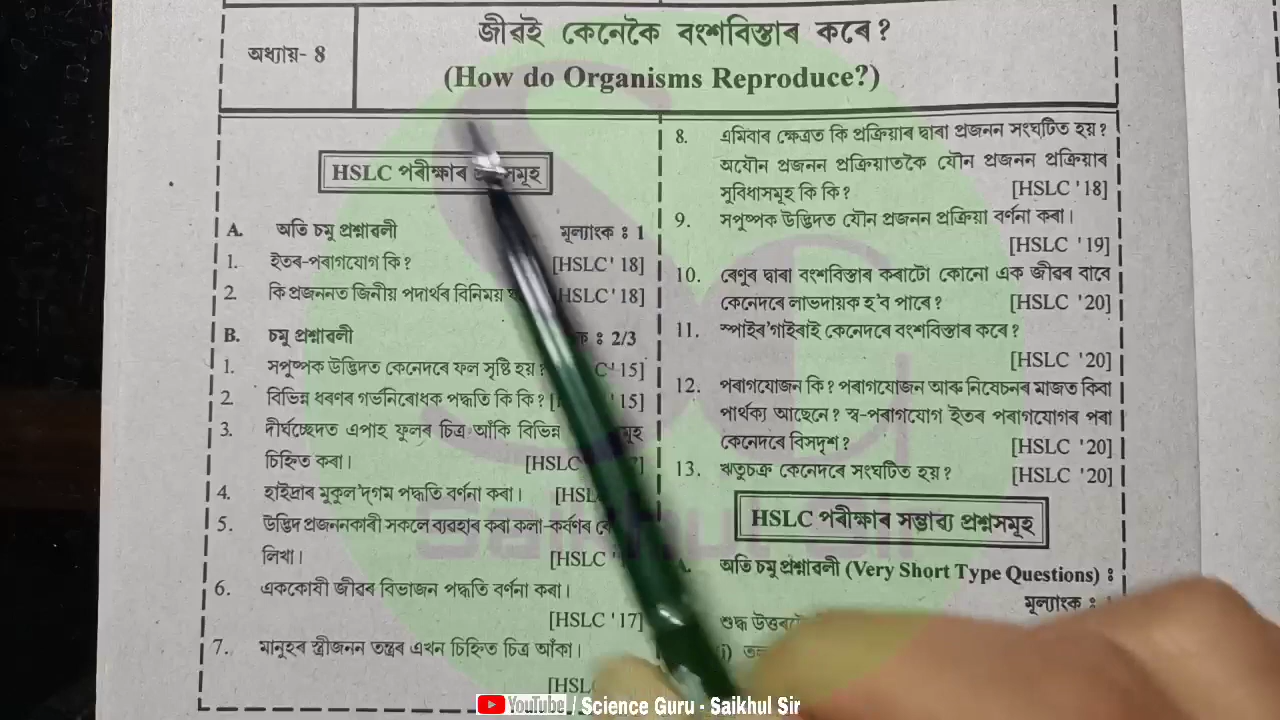 অধ্যায়- 8
জীৱই কেনেকৈ বংশবিস্তাৰ কৰে?
(How do Organisms Reproduce?)
HSLC পৰীক্ষাৰ
A. অতি চমু প্ৰশ্নাৱলী মূল্যাংক : 1
1. ইতৰ-পৰাগযোগ কি? [HSLC' 18]
2. কি প্ৰজননত জিনীয় পদাৰ্থৰ বিনিময় HSLC'18]
B. চমু প্ৰশ্নাৱলী : 2/3
1. সপুষ্পক উদ্ভিদত কেনেদৰে ফল সৃষ্টি হয়? '15]
2. বিভিন্ন ধৰণৰ গৰ্ভনিৰোধক পদ্ধতি কি কি? '15]
3. দীৰ্ঘচ্ছেদত এপাহ ফুলৰ চিত্ৰ আঁকি বিভিন্ন
চিহ্নিত কৰা। [HSLC
4. হাইড্ৰাৰ মুকুল'দ্গম পদ্ধতি বৰ্ণনা কৰা।
5. উদ্ভিদ প্ৰজননকাৰী সকলে ব্যৱহাৰ কৰা কলা-কৰ্ষণৰ
লিখা। [HSLC
6. এককোষী জীৱৰ বিভাজন পদ্ধতি বৰ্ণনা কৰা।
[HSLC '17]
7. মানুহৰ স্ত্ৰীজনন তন্ত্ৰৰ এখন চিহ্নিত চিত্ৰ আঁকা।
8. এমিবাৰ ক্ষেত্ৰত কি প্ৰক্ৰিয়াৰ দ্বাৰা প্ৰজনন সংঘটিত হয়?
অযৌন প্ৰজনন প্ৰক্ৰিয়াতকৈ যৌন প্ৰজনন প্ৰক্ৰিয়াৰ
সুবিধাসমূহ কি কি? [HSLC '18]
9. সপুষ্পক উদ্ভিদত যৌন প্ৰজনন প্ৰক্ৰিয়া বৰ্ণনা কৰা।
[HSLC '19]
10. ৰেণুৰ দ্বাৰা বংশবিস্তাৰ কৰাটো কোনো এক জীৱৰ বাবে
কেনেদৰে লাভদায়ক হ'ব পাৰে? [HSLC '20]
11. স্পাইৰ'গাইৰাই কেনেদৰে বংশবিস্তাৰ কৰে?
[HSLC '20]
12. পৰাগযোজন কি? পৰাগযোজন আৰু নিষেচনৰ মাজত কিবা
পাৰ্থক্য আছেনে? স্ব-পৰাগযোগ ইতৰ পৰাগযোগৰ পৰা
কেনেদৰে বিসদৃশ? [HSLC '20]
13. ঋতুচক্ৰ কেনেদৰে সংঘটিত হয়? [HSLC '20]
HSLC পৰীক্ষাৰ সম্ভাব্য প্ৰশ্নসমূহ
অতি চমু প্ৰশ্নাৱলী (Very Short Type Questions) :
মূল্যাংক :
শুদ্ধ
YouTube / Science Guru - Saikhul Sir